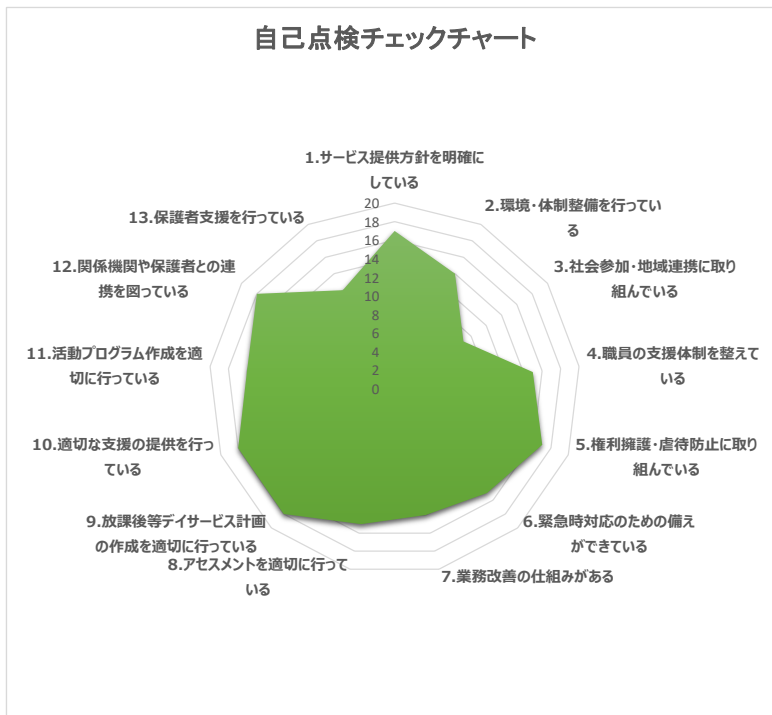 自己点検チェックチャート
1.サービス提供方針を明確に
している
2.環境・体制整備を行ってい
る
3.社会参加・地域連携に取り
組んでいる
4.職員の支援体制を整えて
いる
5.権利擁護・虐待防止に取り
組んでいる
6.緊急時対応のための備え
ができている
7.業務改善の仕組みがある
8.アセスメントを適切に行って
いる
9.放課後等デイサービス計画
の作成を適切に行っている
10.適切な支援の提供を行っ
ている
11.活動プログラム作成を適
切に行っている
12.関係機関や保護者との連
携を図っている
13.保護者支援を行っている
20
18
16
14
12
10
8
6
4
2
0